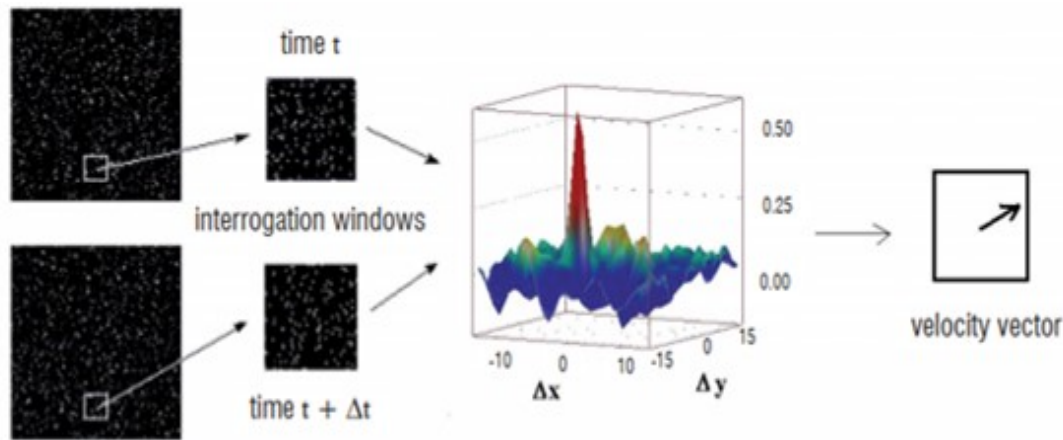 time t
interrogation windows
time t + Δt
0.50
0.25
0.00
-10
0
10
-15
0
15
Δx
Δy
velocity vector